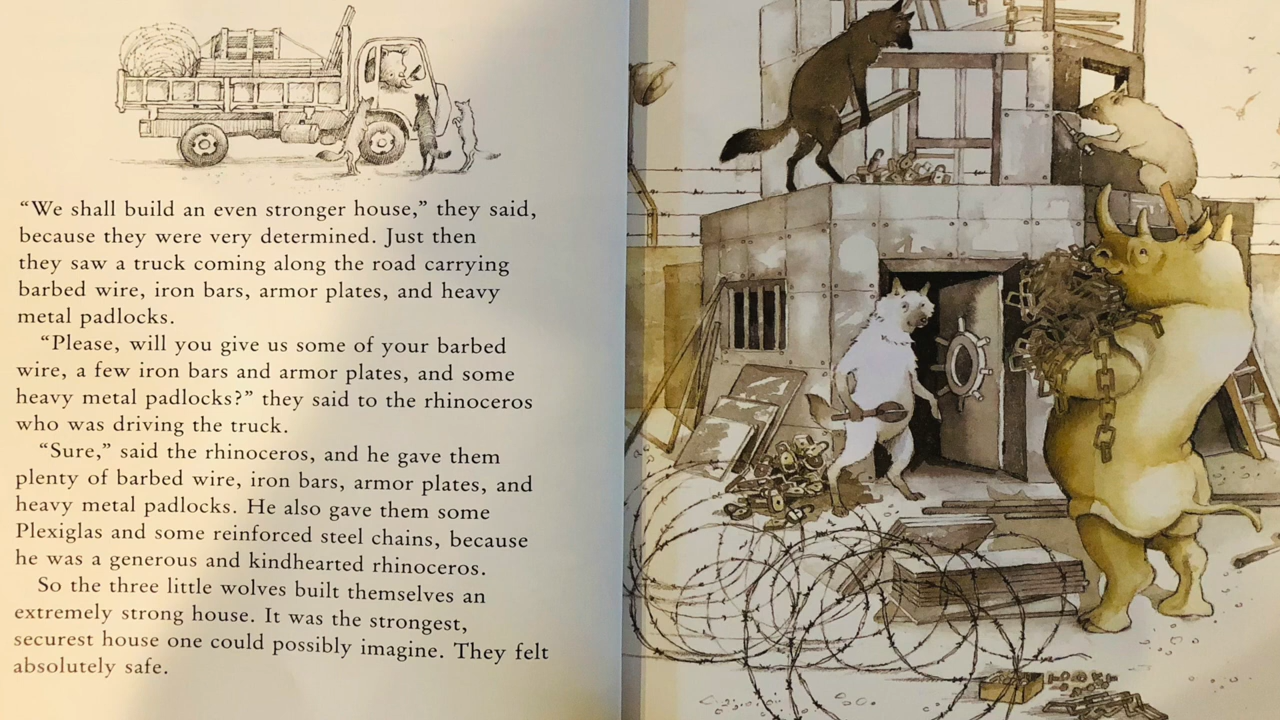 “We shall build an even stronger house,” they said,
because they were very determined. Just then
they saw a truck coming along the road carrying
barbed wire, iron bars, armor plates, and heavy
metal padlocks.
“Please, will you give us some of your barbed
wire, a few iron bars and armor plates, and some
heavy metal padlocks?” they said to the rhinoceros
who was driving the truck.
“Sure,” said the rhinoceros, and he gave them
plenty of barbed wire, iron bars, armor plates, and
heavy metal padlocks. He also gave them some
Plexiglas and some reinforced steel chains, because
he was a generous and kindhearted rhinoceros.
So the three little wolves built themselves an
extremely strong house. It was the strongest,
securest house one could possibly imagine. They felt
absolutely safe.